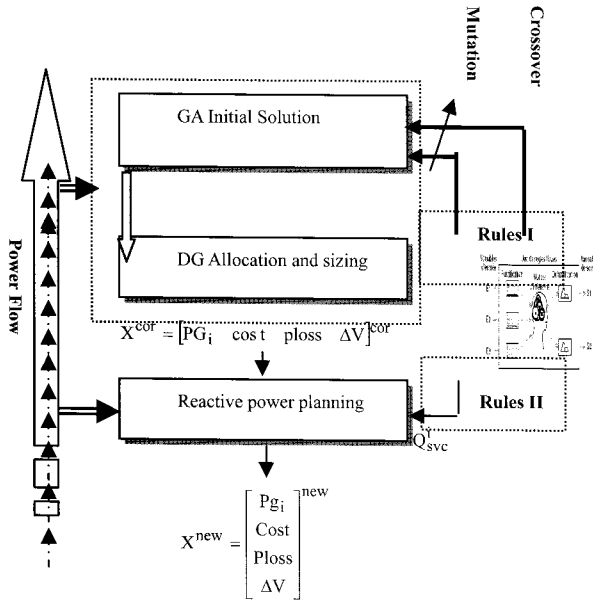 Mutation
Crossover
GA Initial Solution
Power Flow
Rules I
DG Allocation and sizing
X^cor = [PG_i cost ploss ΔV]^cor
Reactive power planning
Rules II
Q^i_svc
X^new = [Pg_i
Cost
Ploss
ΔV]^new